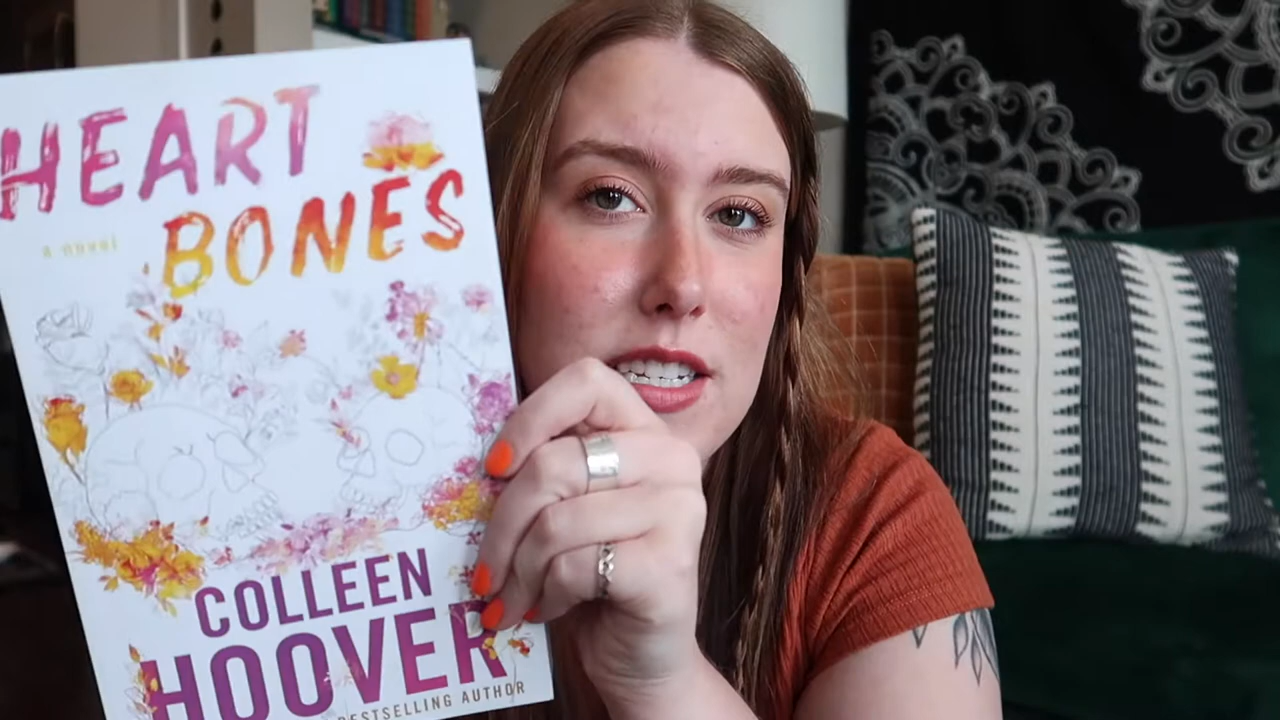 HEART
BONES
a novel
COLLEEN
HOOVER
BESTSELLING AUTHOR